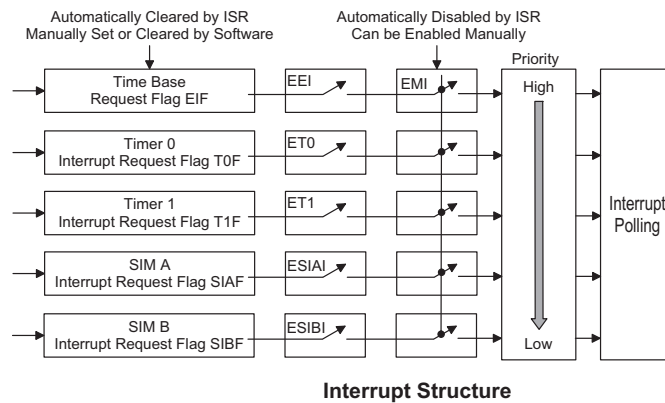 Automatically Cleared by ISR
Manually Set or Cleared by Software
Automatically Disabled by ISR
Can be Enabled Manually
Priority
Time Base
Request Flag EIF
EEI
EMI
High
Timer 0
Interrupt Request Flag T0F
ET0
Timer 1
Interrupt Request Flag T1F
ET1
Interrupt
Polling
SIM A
Interrupt Request Flag SIAF
ESIAI
SIM B
Interrupt Request Flag SIBF
ESIBI
Low
Interrupt Structure